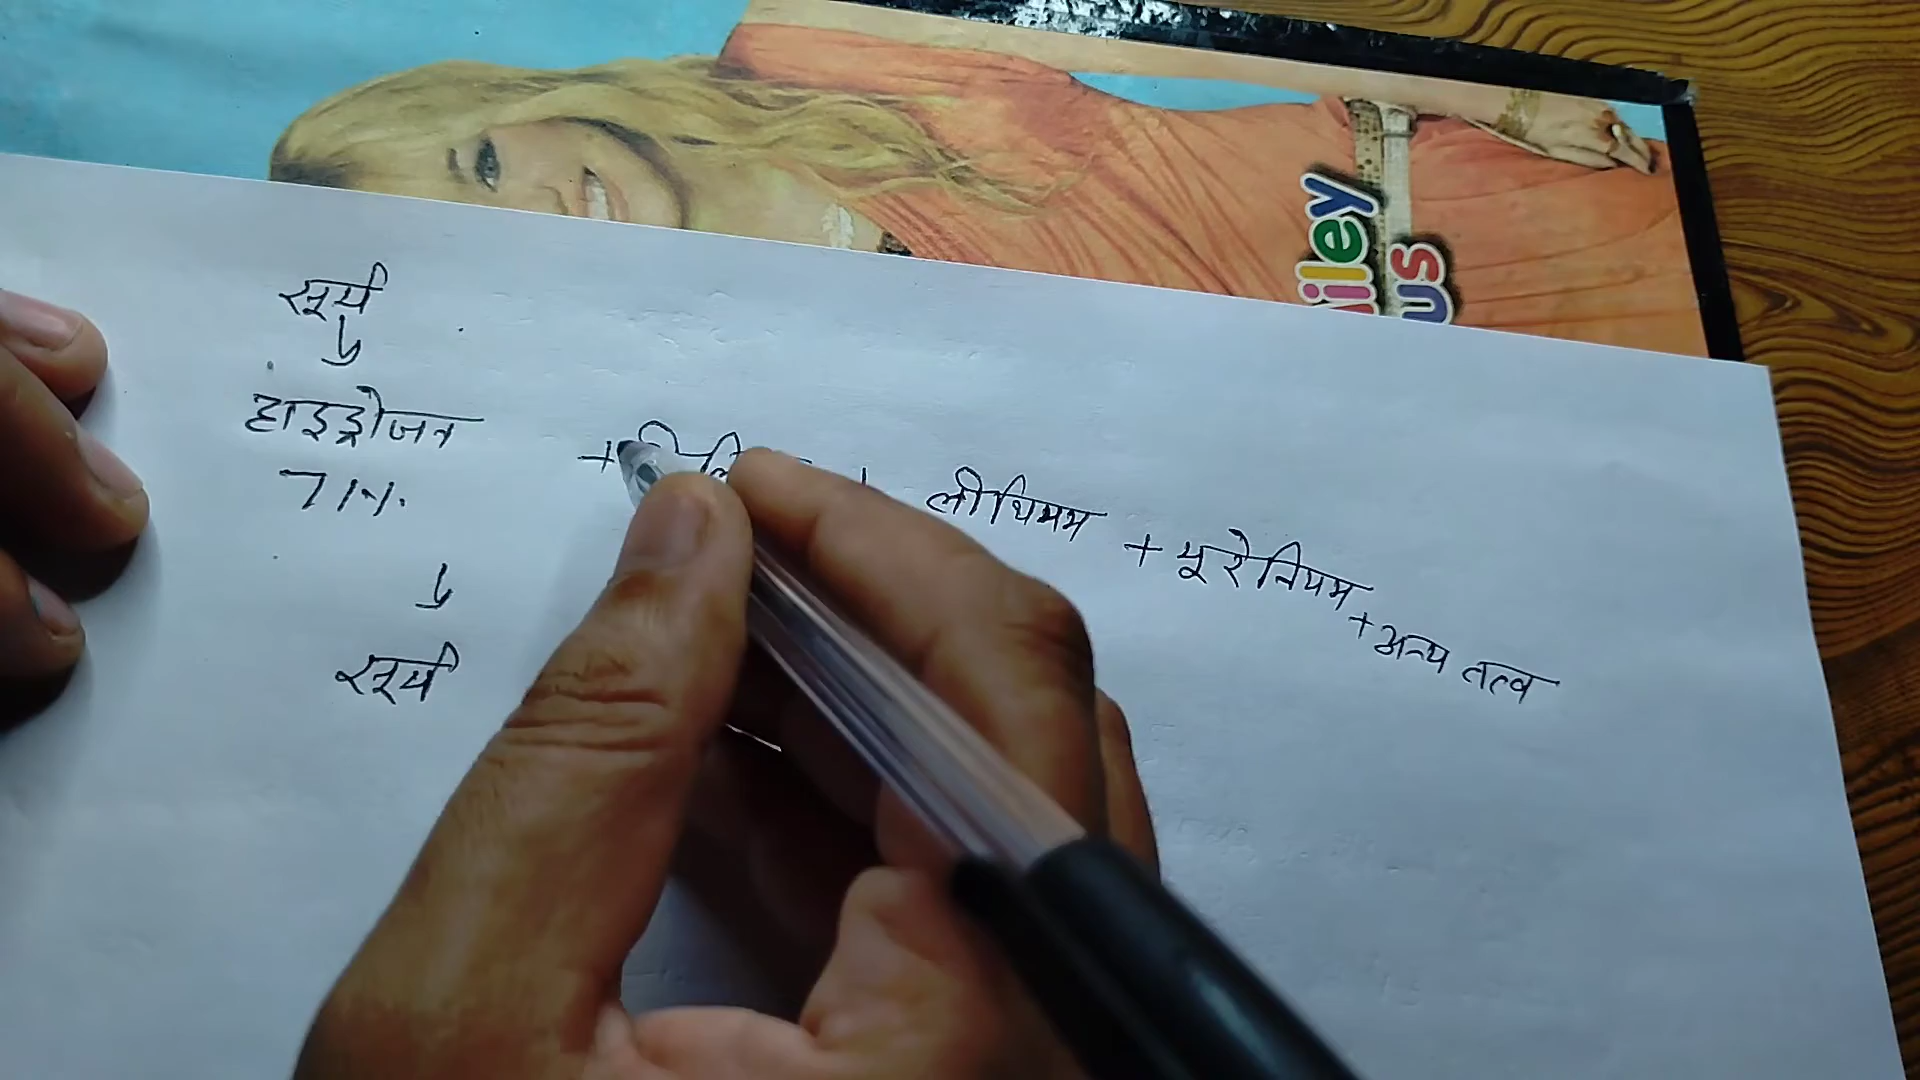 iley
us
सूर्य
हाइड्रोजन + + लीथियम + यूरेनियम + अन्य तत्व
71%
सूर्य